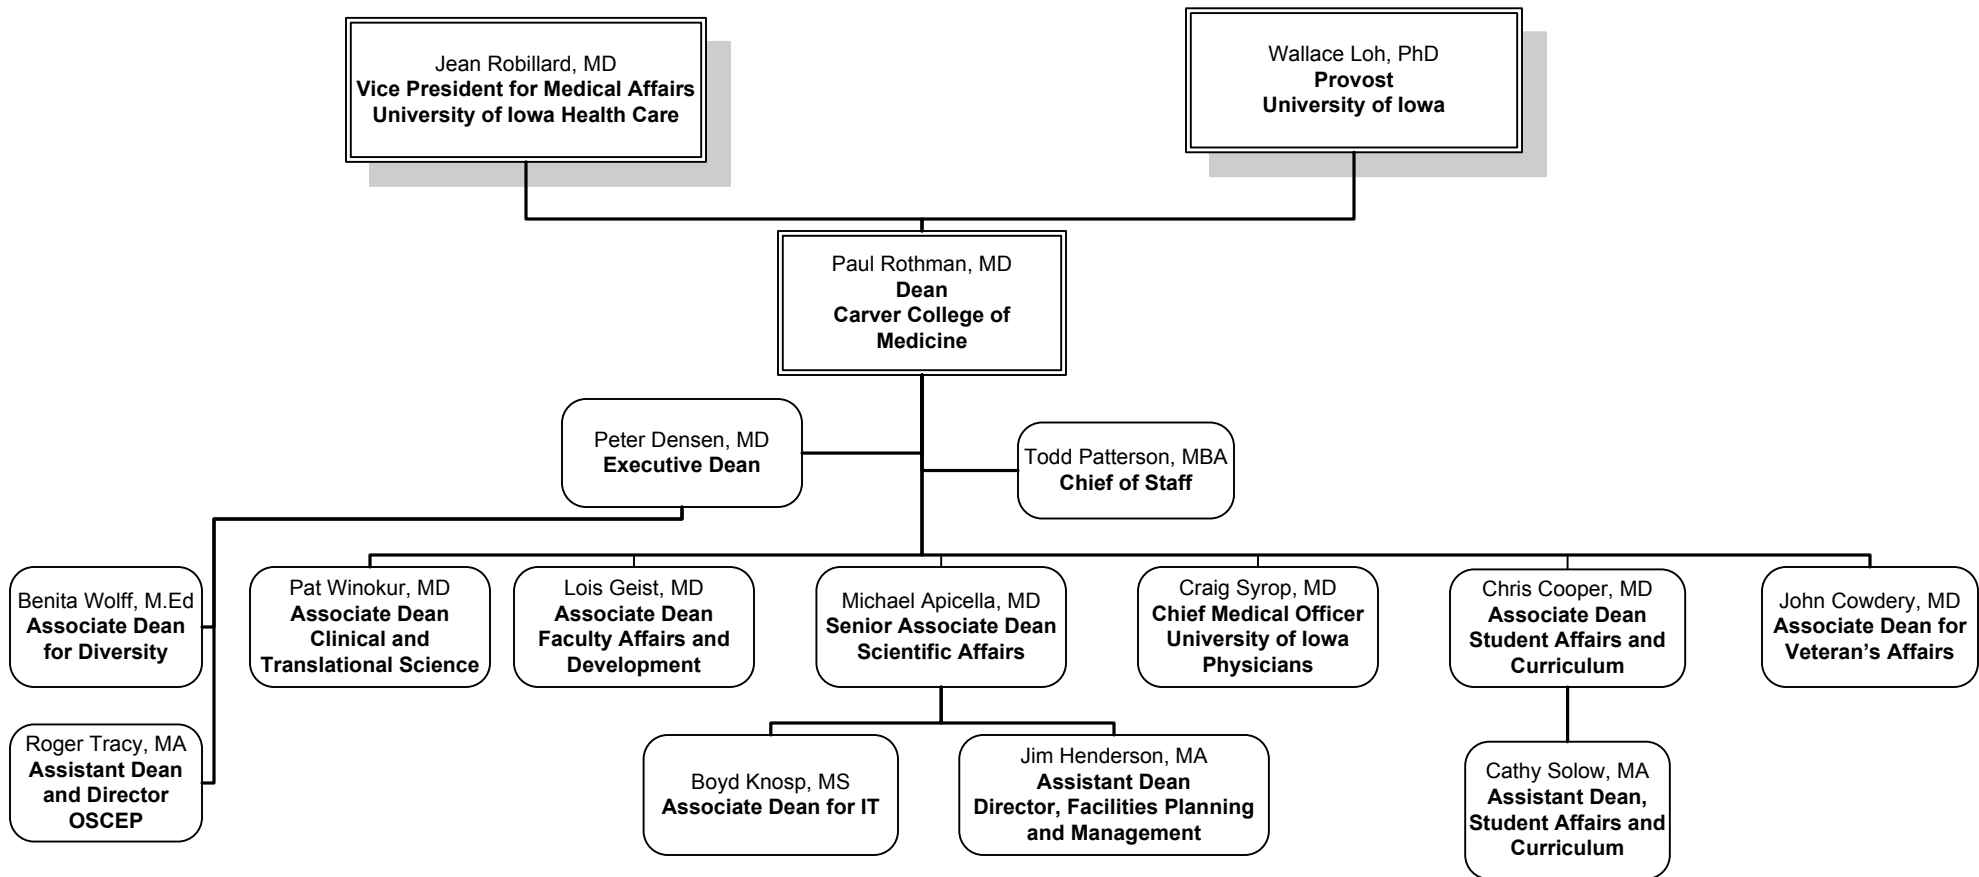 Jean Robillard, MD
Vice President for Medical Affairs
University of Iowa Health Care
Wallace Loh, PhD
Provost
University of Iowa
Paul Rothman, MD
Dean
Carver College of
Medicine
Peter Densen, MD
Executive Dean
Todd Patterson, MBA
Chief of Staff
Benita Wolff, M.Ed
Associate Dean
for Diversity
Pat Winokur, MD
Associate Dean
Clinical and
Translational Science
Lois Geist, MD
Associate Dean
Faculty Affairs and
Development
Michael Apicella, MD
Senior Associate Dean
Scientific Affairs
Craig Syrop, MD
Chief Medical Officer
University of Iowa
Physicians
Chris Cooper, MD
Associate Dean
Student Affairs and
Curriculum
John Cowdery, MD
Associate Dean for
Veteran’s Affairs
Roger Tracy, MA
Assistant Dean
and Director
OSCEP
Boyd Knosp, MS
Associate Dean for IT
Jim Henderson, MA
Assistant Dean
Director, Facilities Planning
and Management
Cathy Solow, MA
Assistant Dean,
Student Affairs and
Curriculum